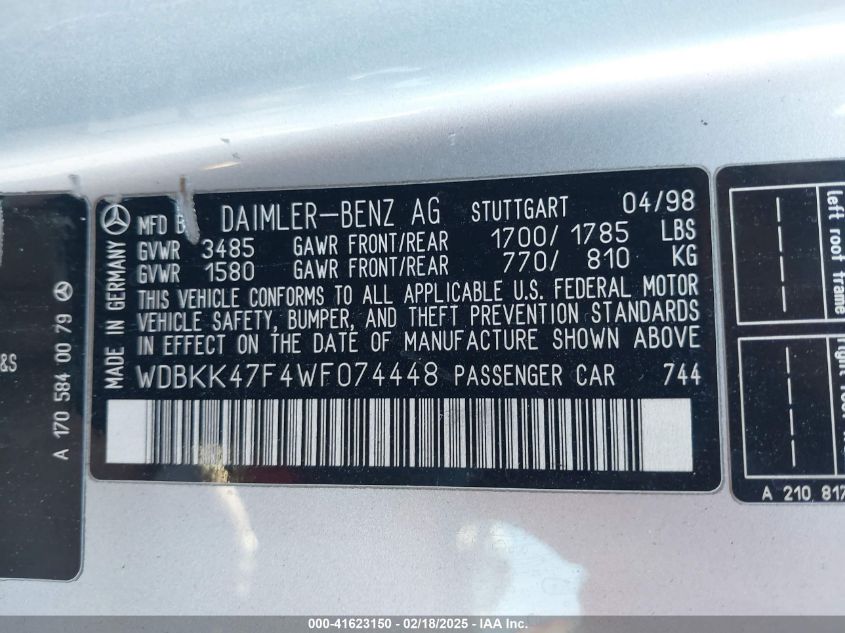 MFD B DAIMLER-BENZ AG STUTTGART 04/98
GVWR 3485 GAWR FRONT/REAR 1700/ 1785 LBS
GVWR 1580 GAWR FRONT/REAR 770/ 810 KG
THIS VEHICLE CONFORMS TO ALL APPLICABLE U.S. FEDERAL MOTOR
VEHICLE SAFETY, BUMPER, AND THEFT PREVENTION STANDARDS
IN EFFECT ON THE DATE OF MANUFACTURE SHOWN ABOVE
WDBKK47F4WF074448 PASSENGER CAR 744
MADE IN GERMANY
A 170 584 00 79
&S
left roof frame
A 210 817
000-41623150 — 02/18/2025 — IAA Inc.